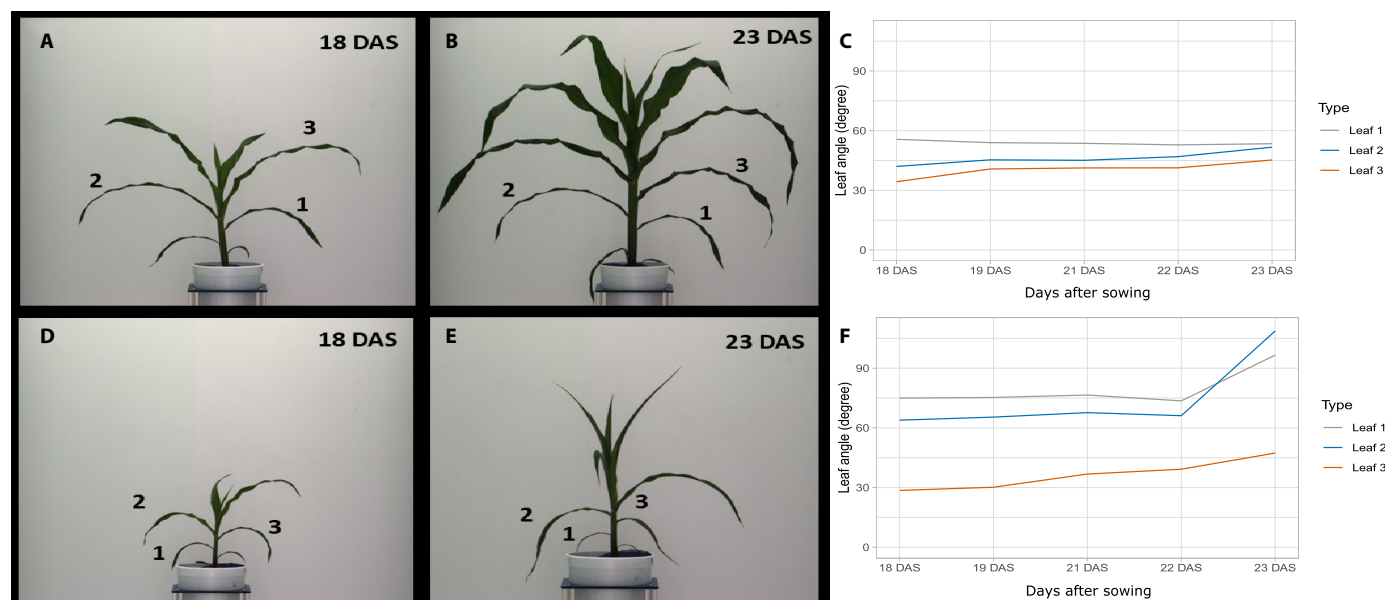 A
18 DAS
3
2
1
B
23 DAS
3
2
1
C
Leaf angle (degree)
90
60
30
0
18 DAS
19 DAS
21 DAS
22 DAS
23 DAS
Days after sowing
Type
Leaf 1
Leaf 2
Leaf 3
D
18 DAS
2
3
1
E
23 DAS
3
2
1
F
Leaf angle (degree)
90
60
30
0
18 DAS
19 DAS
21 DAS
22 DAS
23 DAS
Days after sowing
Type
Leaf 1
Leaf 2
Leaf 3